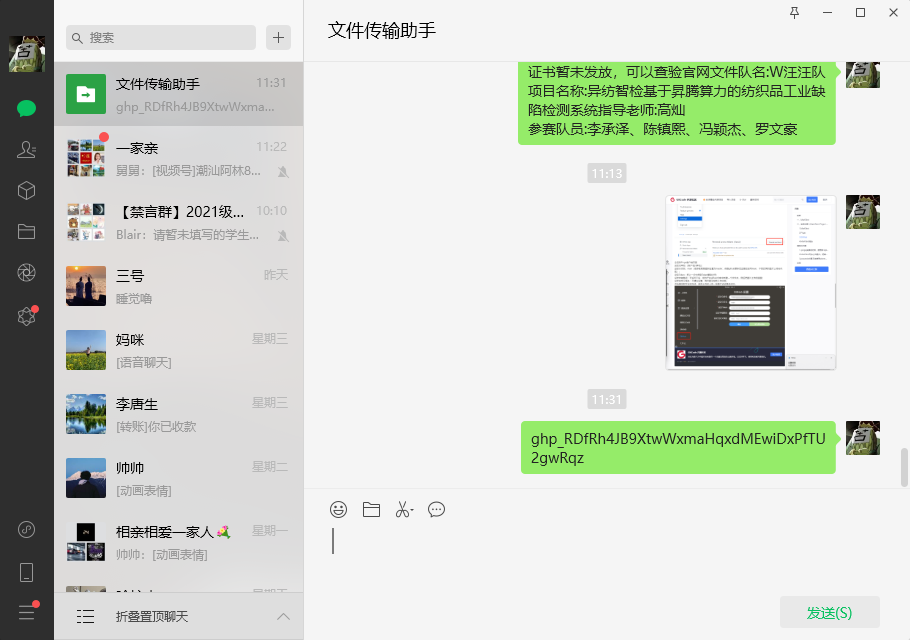 搜索
文件传输助手
11:31
ghp_RDfRh4JB9XtwWxma...
一家亲
11:22
舅舅：[视频号]潮汕阿林8...
【禁言群】2021级...
10:10
Blair：请暂未填写的学生...
三号
昨天
睡觉噜
妈咪
星期三
[语音聊天]
李唐生
星期三
[转账]你已收款
帅帅
星期二
[动画表情]
相亲相爱一家人
星期一
帅帅：[动画表情]
折叠置顶聊天
文件传输助手
证书暂未发放，可以查验官网文件队名:W汪汪队
项目名称:异纺智检基于昇腾算力的纺织品工业缺
陷检测系统指导老师:高灿
参赛队员:李承泽、陈镇熙、冯颖杰、罗文豪
11:13
11:31
ghp_RDfRh4JB9XtwWxmaHqxdMEwiDxPfTU
2gwRqz
发送(S)